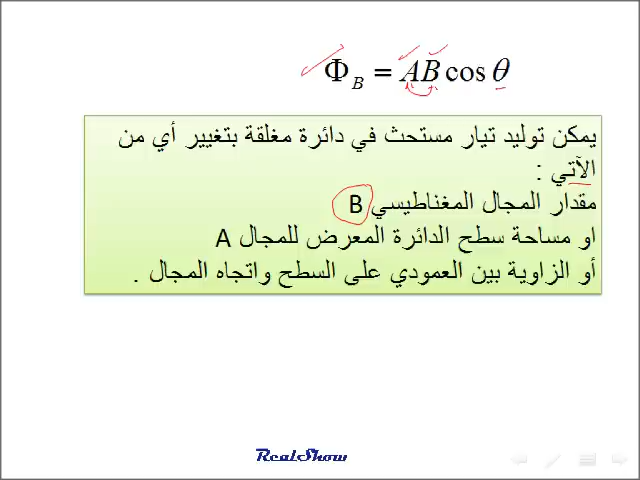 Φ_B = AB cos θ
يمكن توليد تيار مستحث في دائرة مغلقة بتغيير أي من
الآتي :
مقدار المجال المغناطيسي B
او مساحة سطح الدائرة المعرض للمجال A
أو الزاوية بين العمودي على السطح واتجاه المجال .
RealShow